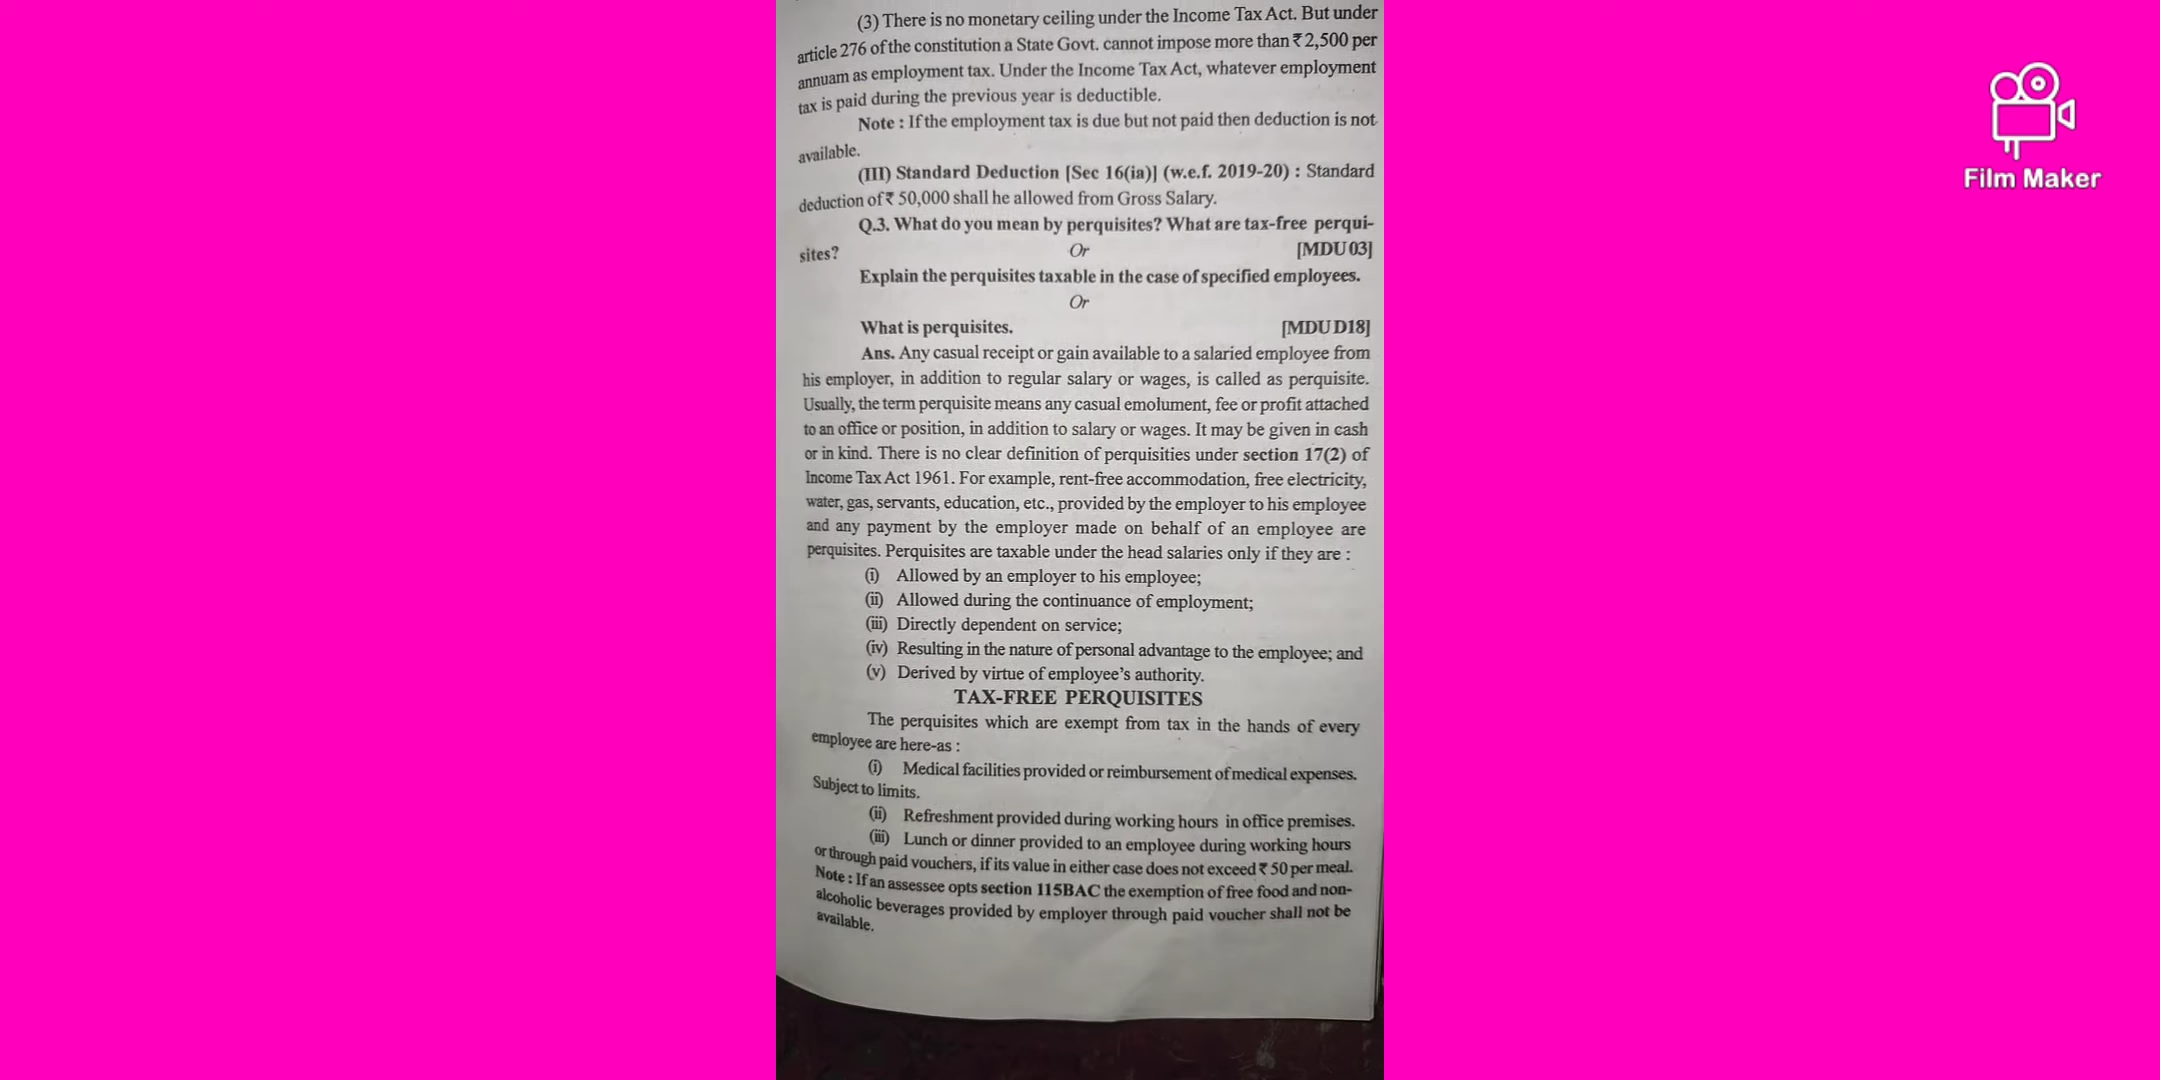 (3) There is no monetary ceiling under the Income Tax Act. But under
article 276 of the constitution a State Govt. cannot impose more than ₹ 2,500 per
annuam as employment tax. Under the Income Tax Act, whatever employment
tax is paid during the previous year is deductible.
Note : If the employment tax is due but not paid then deduction is not
available.
(III) Standard Deduction [Sec 16(ia)] (w.e.f. 2019-20) : Standard
deduction of ₹ 50,000 shall he allowed from Gross Salary.
Q.3. What do you mean by perquisites? What are tax-free perqui-
sites? Or [MDU 03]
Explain the perquisites taxable in the case of specified employees.
Or
What is perquisites. [MDU D18]
Ans. Any casual receipt or gain available to a salaried employee from
his employer, in addition to regular salary or wages, is called as perquisite.
Usually, the term perquisite means any casual emolument, fee or profit attached
to an office or position, in addition to salary or wages. It may be given in cash
or in kind. There is no clear definition of perquisities under section 17(2) of
Income Tax Act 1961. For example, rent-free accommodation, free electricity,
water, gas, servants, education, etc., provided by the employer to his employee
and any payment by the employer made on behalf of an employee are
perquisites. Perquisites are taxable under the head salaries only if they are :
(i) Allowed by an employer to his employee;
(ii) Allowed during the continuance of employment;
(iii) Directly dependent on service;
(iv) Resulting in the nature of personal advantage to the employee; and
(v) Derived by virtue of employee's authority.
TAX-FREE PERQUISITES
The perquisites which are exempt from tax in the hands of every
employee are here-as :
(i) Medical facilities provided or reimbursement of medical expenses.
Subject to limits.
(ii) Refreshment provided during working hours in office premises.
(iii) Lunch or dinner provided to an employee during working hours
or through paid vouchers, if its value in either case does not exceed ₹ 50 per meal.
Note : If an assessee opts section 115BAC the exemption of free food and non-
alcoholic beverages provided by employer through paid voucher shall not be
available.
Film Maker